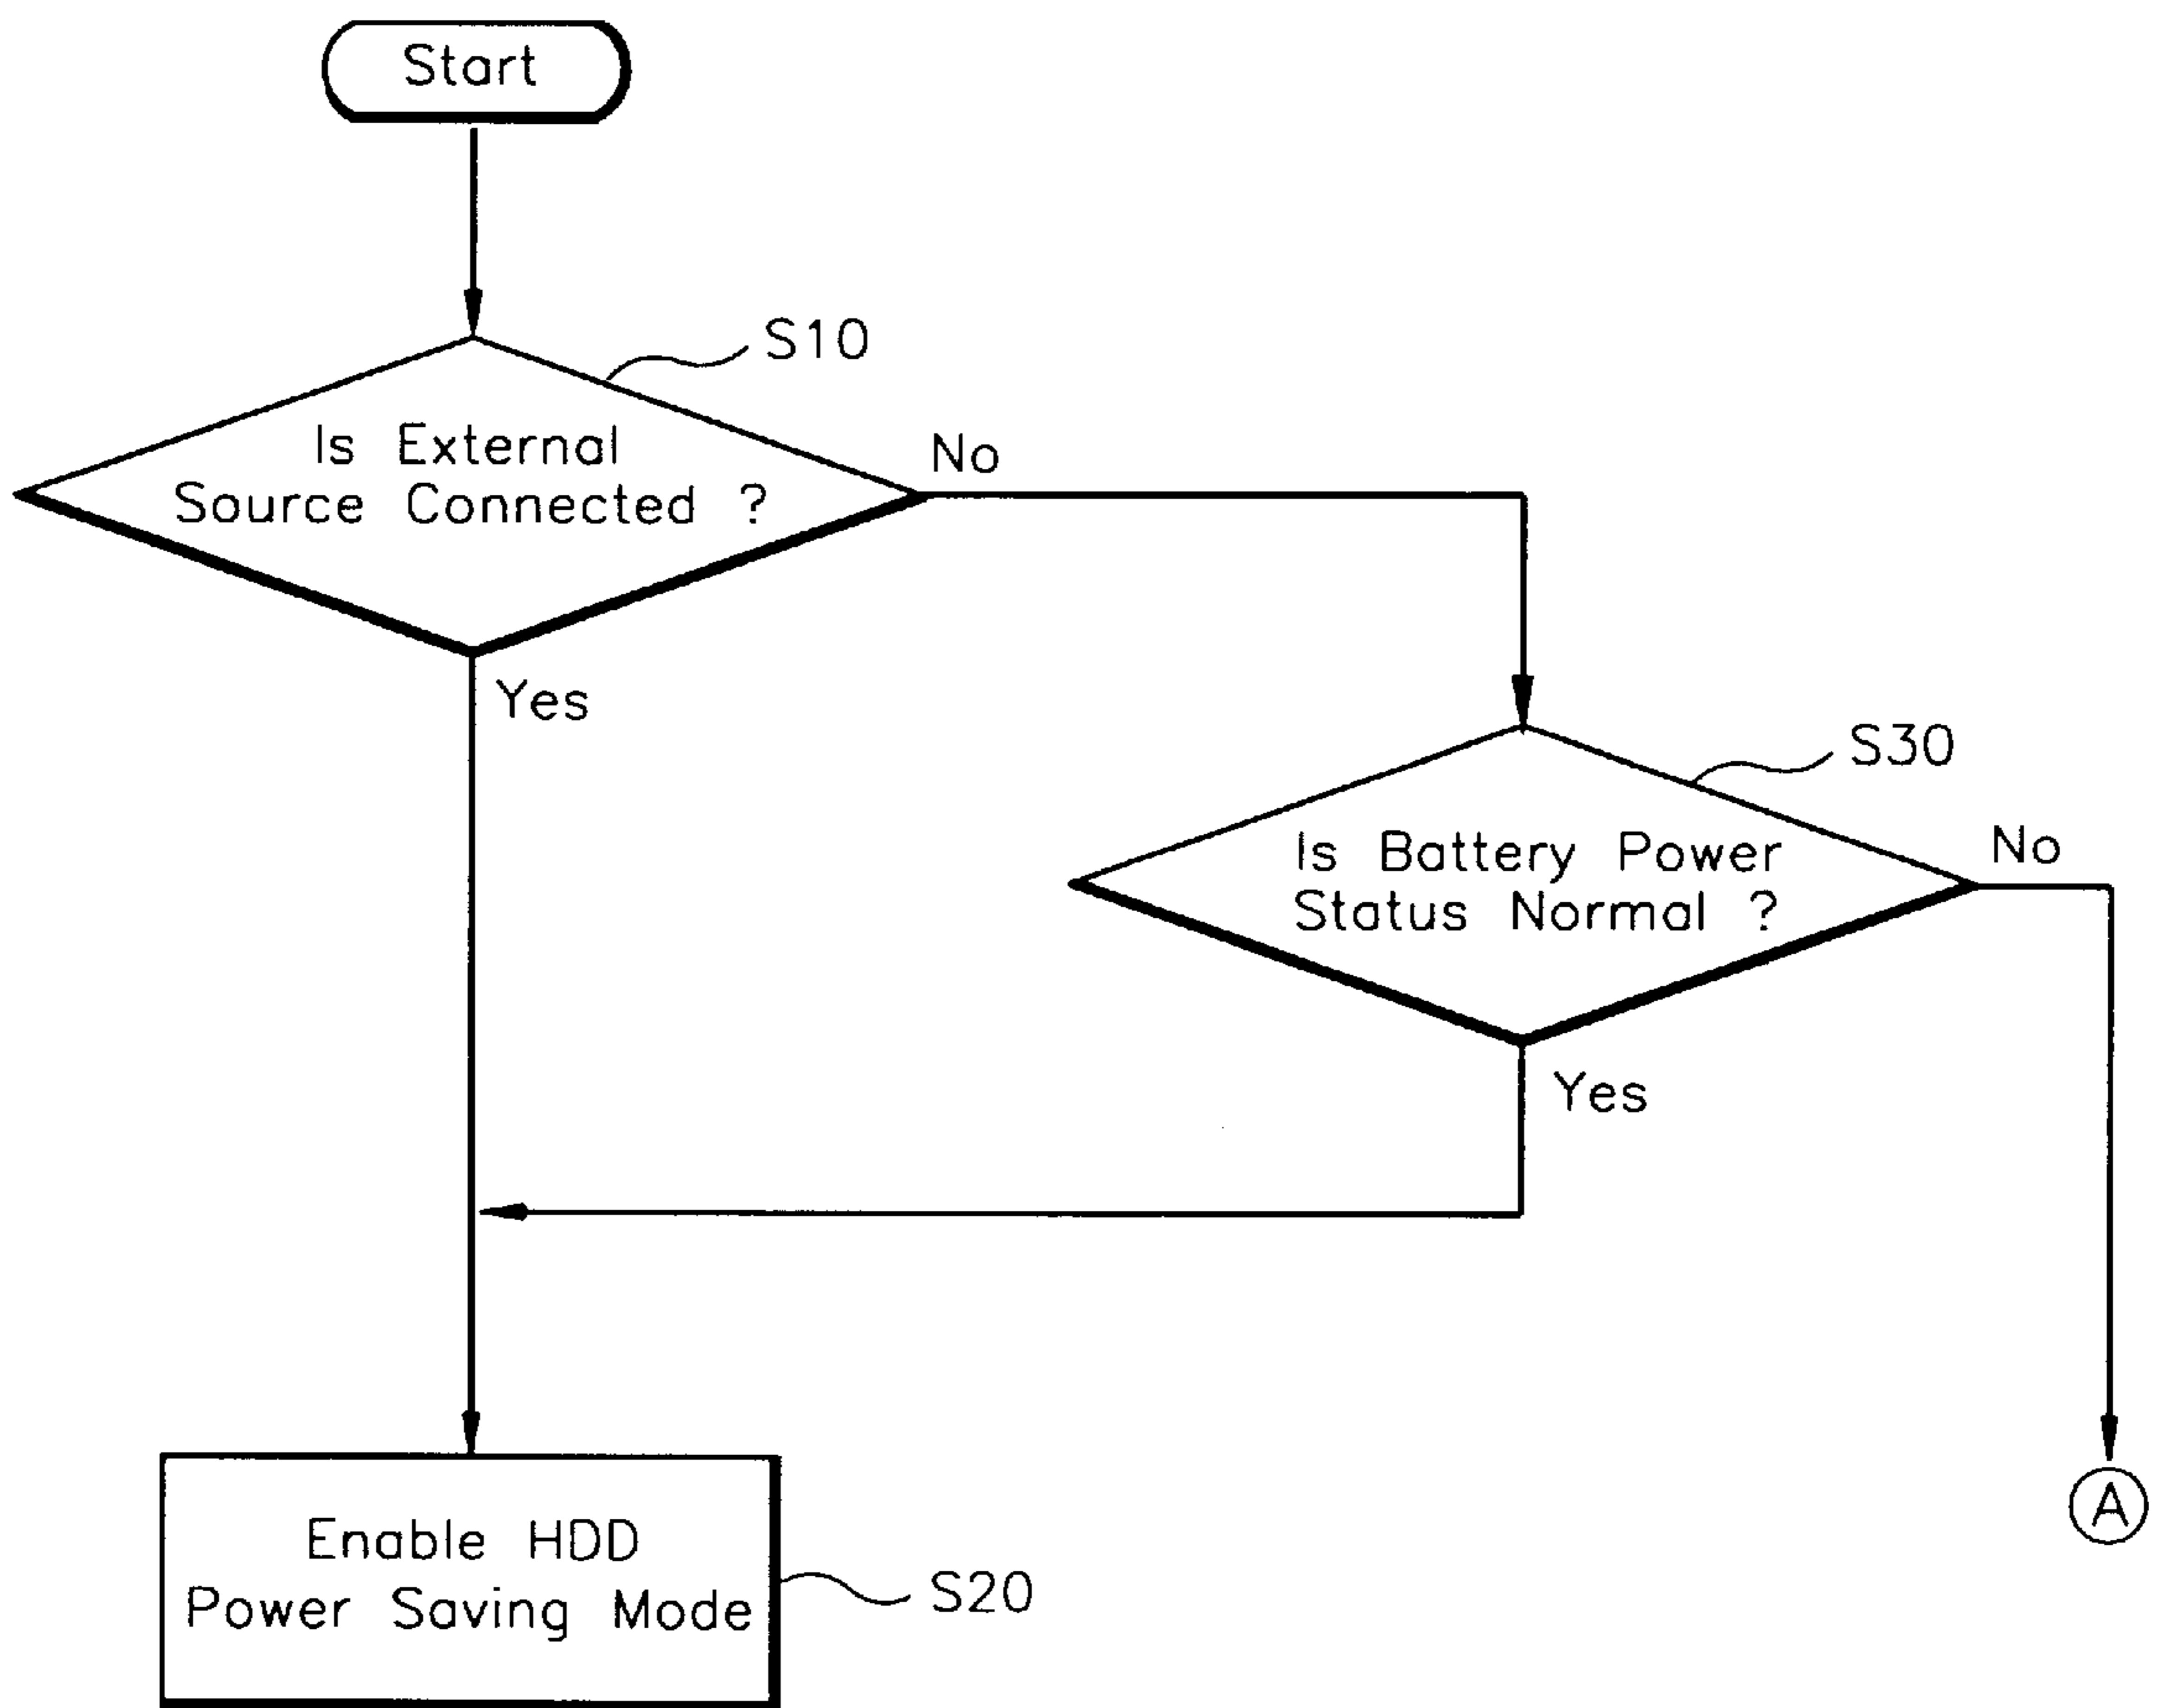 Start
S10
Is External
Source Connected ?
No
Yes
S30
Is Battery Power
Status Normal ?
No
Yes
Enable HDD
Power Saving Mode
S20
A